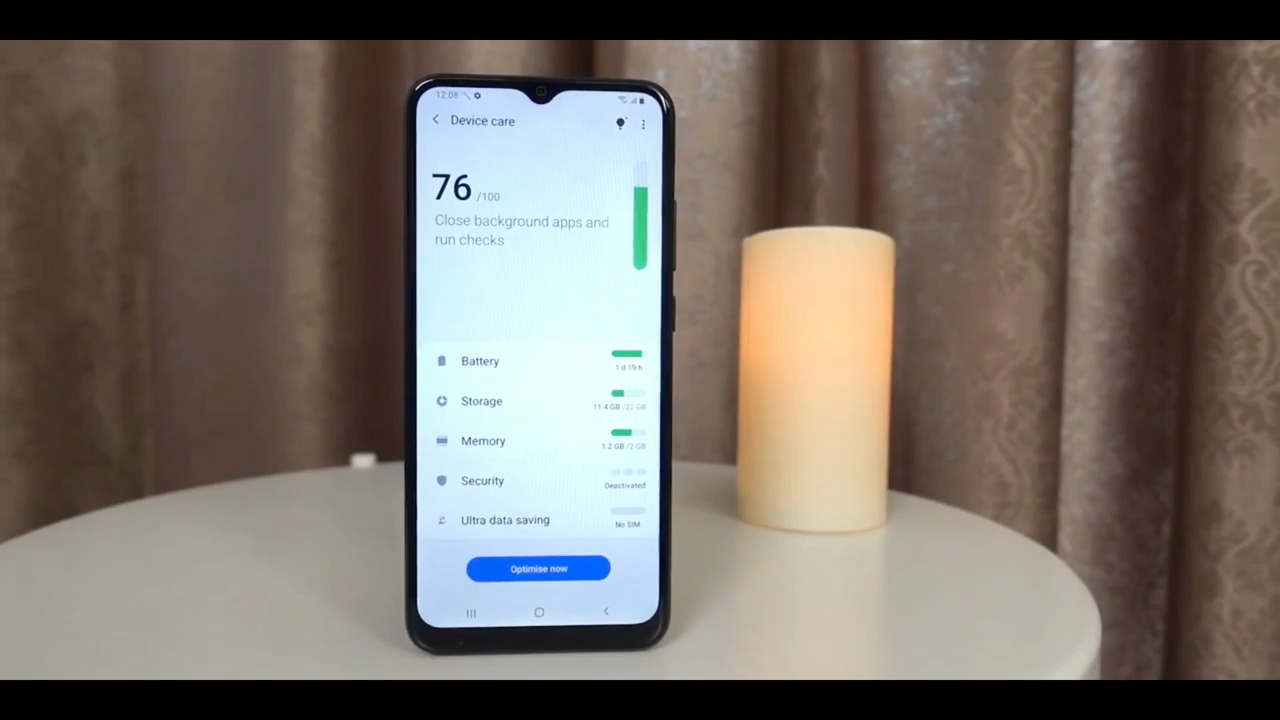 12:08
Device care
76 /100
Close background apps and
run checks
Battery
1 d 19 h
Storage
11.4 GB /32 GB
Memory
1.2 GB /2 GB
Security
Deactivated
Ultra data saving
No SIM
Optimise now